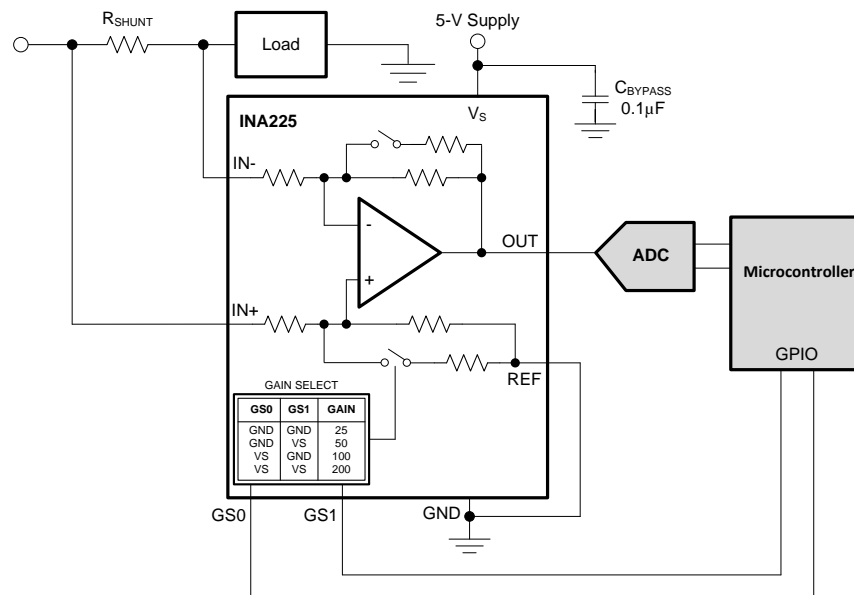 5-V Supply
RSHUNT
Load
CBYPASS
0.1µF
VS
INA225
IN-
-
OUT
ADC
Microcontroller
+
IN+
GPIO
REF
GAIN SELECT
GS0 GS1 GAIN
GND GND 25
GND VS 50
VS GND 100
VS VS 200
GS0 GS1 GND